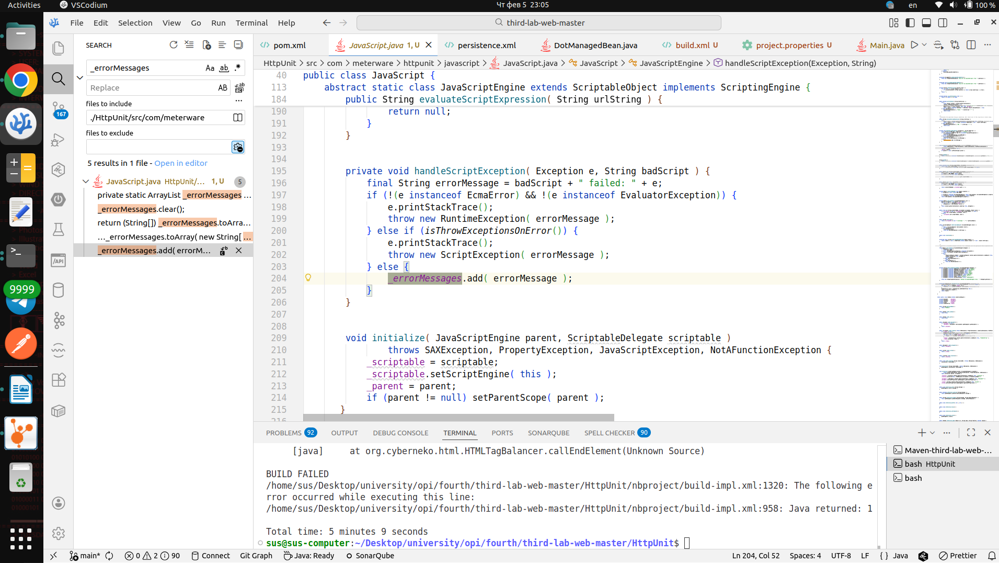 Activities
VSCodium
Чт фев 5 23:05
en
100 %
File Edit Selection View Go Run Terminal Help
third-lab-web-master
SEARCH
_errorMessages
Aa ab .*
Replace
AB
files to include
./HttpUnit/src/com/meterware
files to exclude
5 results in 1 file - Open in editor
JavaScript.java HttpUnit/... 1, U 5
private static ArrayList _errorMessages ...
_errorMessages.clear();
return (String[]) _errorMessages.toArra...
…_errorMessages.toArray( new String[ ...
_errorMessages.add( errorM...
167
9999
pom.xml
JavaScript.java 1, U
persistence.xml
DotManagedBean.java
build.xml U
project.properties U
Main.java
HttpUnit > src > com > meterware > httpunit > javascript > JavaScript.java > JavaScript > JavaScriptEngine > handleScriptException(Exception, String)
40 public class JavaScript {
113 abstract static class JavaScriptEngine extends ScriptableObject implements ScriptingEngine {
184 public String evaluateScriptExpression( String urlString ) {
190 return null;
191 }
192 }
193
194
195 private void handleScriptException( Exception e, String badScript ) {
196 final String errorMessage = badScript + " failed: " + e;
197 if (!(e instanceof EcmaError) && !(e instanceof EvaluatorException)) {
198 e.printStackTrace();
199 throw new RuntimeException( errorMessage );
200 } else if (isThrowExceptionsOnError()) {
201 e.printStackTrace();
202 throw new ScriptException( errorMessage );
203 } else {
204 _errorMessages.add( errorMessage );
205 }
206 }
207
208
209 void initialize( JavaScriptEngine parent, ScriptableDelegate scriptable )
210 throws SAXException, PropertyException, JavaScriptException, NotAFunctionException {
211 _scriptable = scriptable;
212 _scriptable.setScriptEngine( this );
213 _parent = parent;
214 if (parent != null) setParentScope( parent );
215 }
216
PROBLEMS 92 OUTPUT DEBUG CONSOLE TERMINAL PORTS SONARQUBE SPELL CHECKER 90
[java] at org.cyberneko.html.HTMLTagBalancer.callEndElement(Unknown Source)
BUILD FAILED
/home/sus/Desktop/university/opi/fourth/third-lab-web-master/HttpUnit/nbproject/build-impl.xml:1320: The following e
rror occurred while executing this line:
/home/sus/Desktop/university/opi/fourth/third-lab-web-master/HttpUnit/nbproject/build-impl.xml:958: Java returned: 1
Total time: 5 minutes 9 seconds
sus@sus-computer:~/Desktop/university/opi/fourth/third-lab-web-master/HttpUnit$
Maven-third-lab-web-...
bash HttpUnit
bash
main* 0 2 90 Connect Git Graph Java: Ready SonarQube
Ln 204, Col 52 Spaces: 4 UTF-8 LF { } Java Prettier